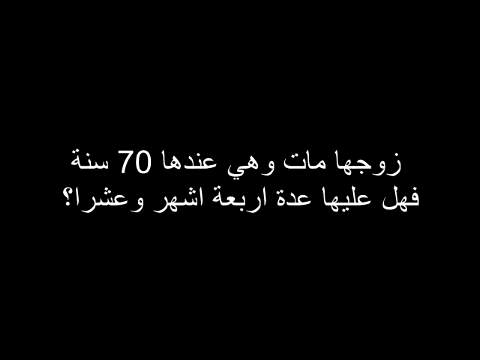 زوجها مات وهي عندها 70 سنة
فهل عليها عدة اربعة اشهر وعشرا؟